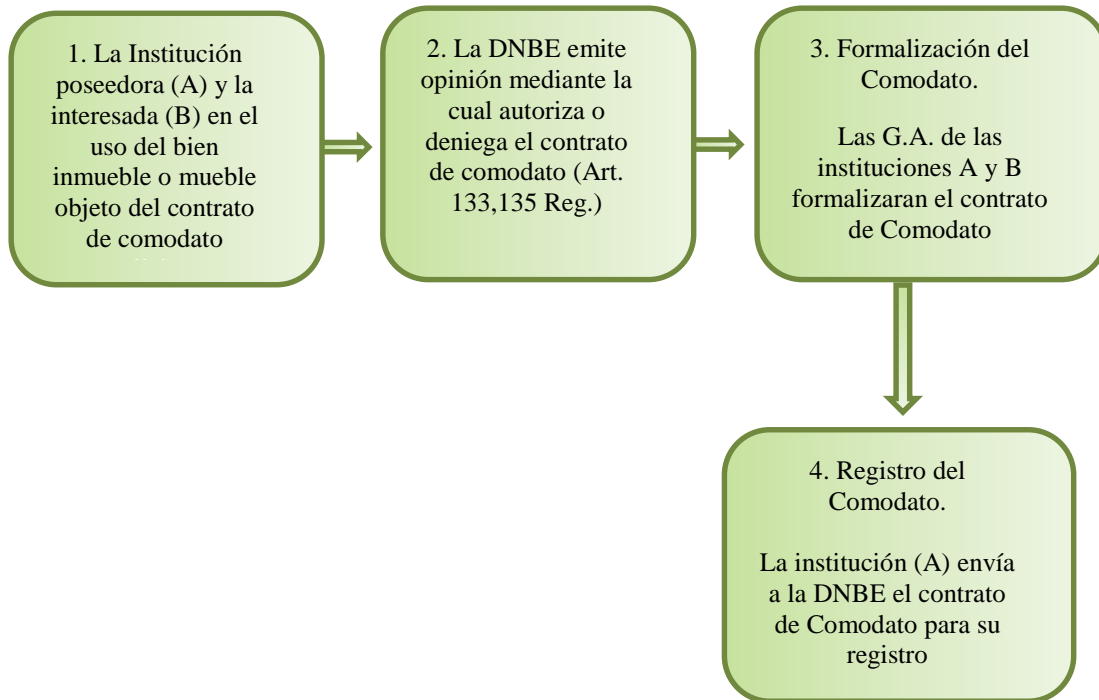 1. La Institución
poseedora (A) y la
interesada (B) en el
uso del bien
inmueble o mueble
objeto del contrato
de comodato
2. La DNBE emite
opinión mediante la
cual autoriza o
deniega el contrato
de comodato (Art.
133,135 Reg.)
3. Formalización del
Comodato.
Las G.A. de las
instituciones A y B
formalizaran el contrato
de Comodato
4. Registro del
Comodato.
La institución (A) envía
a la DNBE el contrato
de Comodato para su
registro